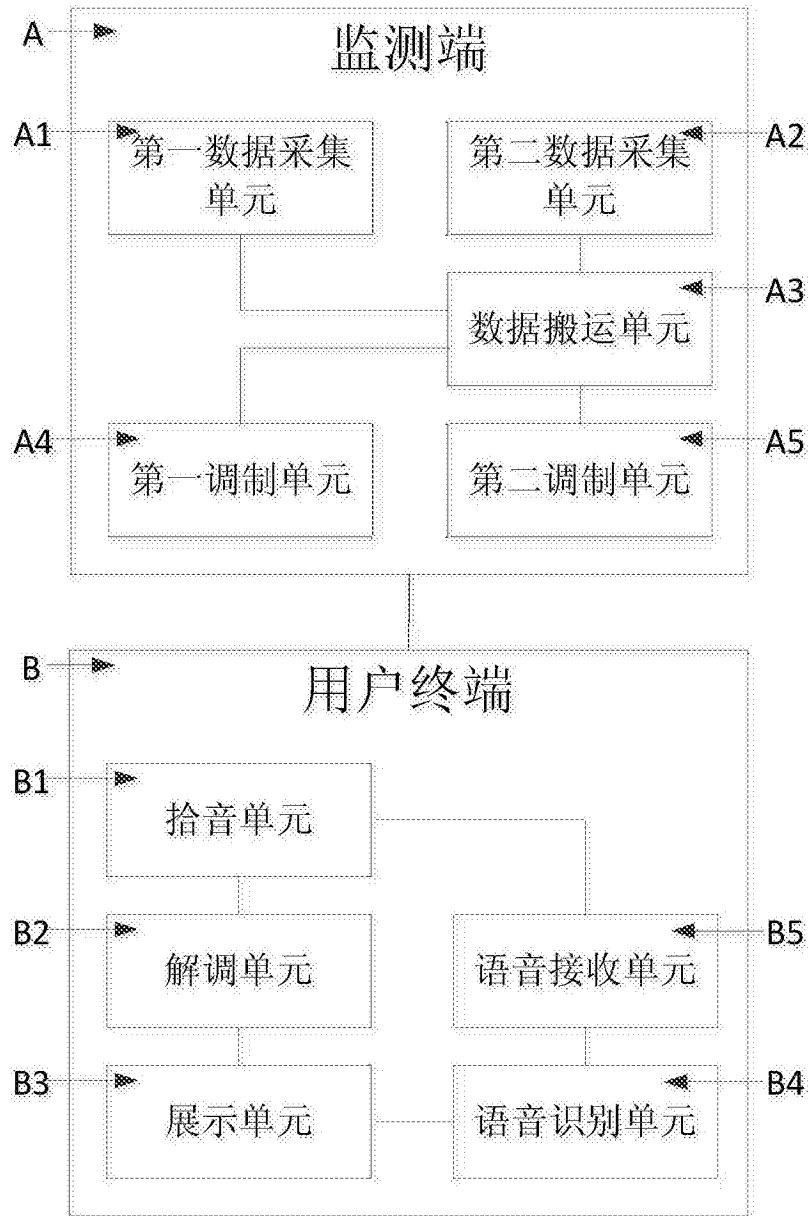 A
监测端
A1
第一数据采集
单元
A2
第二数据采集
单元
A3
数据搬运单元
A4
第一调制单元
A5
第二调制单元
B
用户终端
B1
拾音单元
B2
解调单元
B5
语音接收单元
B3
展示单元
B4
语音识别单元